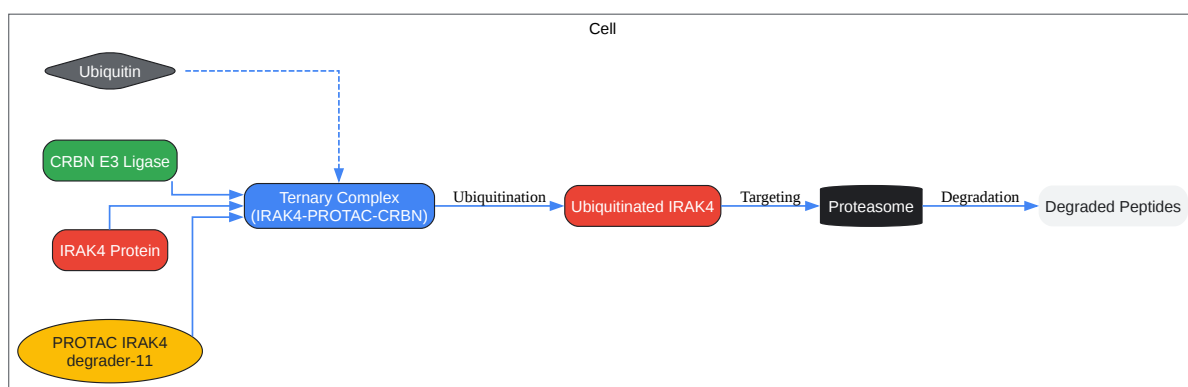 Cell
Ubiquitin
CRBN E3 Ligase
IRAK4 Protein
PROTAC IRAK4
degrader-11
Ternary Complex
(IRAK4-PROTAC-CRBN)
Ubiquitination
Ubiquitinated IRAK4
Targeting
Proteasome
Degradation
Degraded Peptides